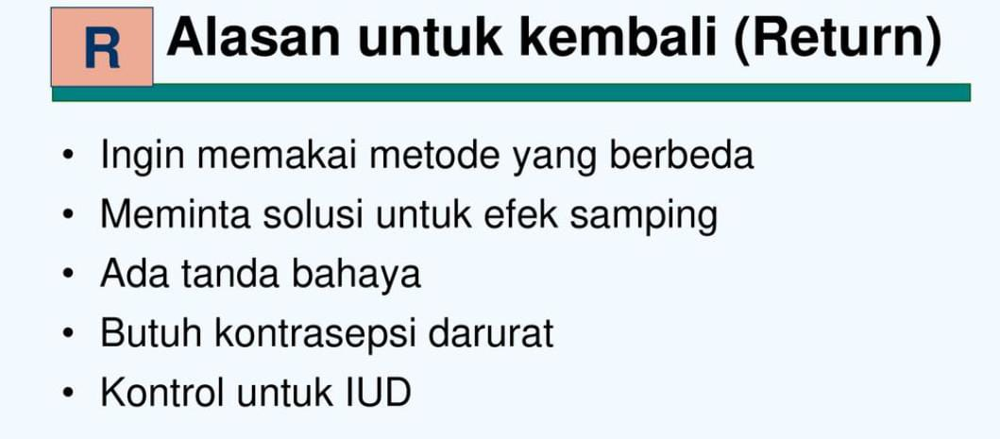 R
Alasan untuk kembali (Return)
• Ingin memakai metode yang berbeda
• Meminta solusi untuk efek samping
• Ada tanda bahaya
• Butuh kontrasepsi darurat
• Kontrol untuk IUD